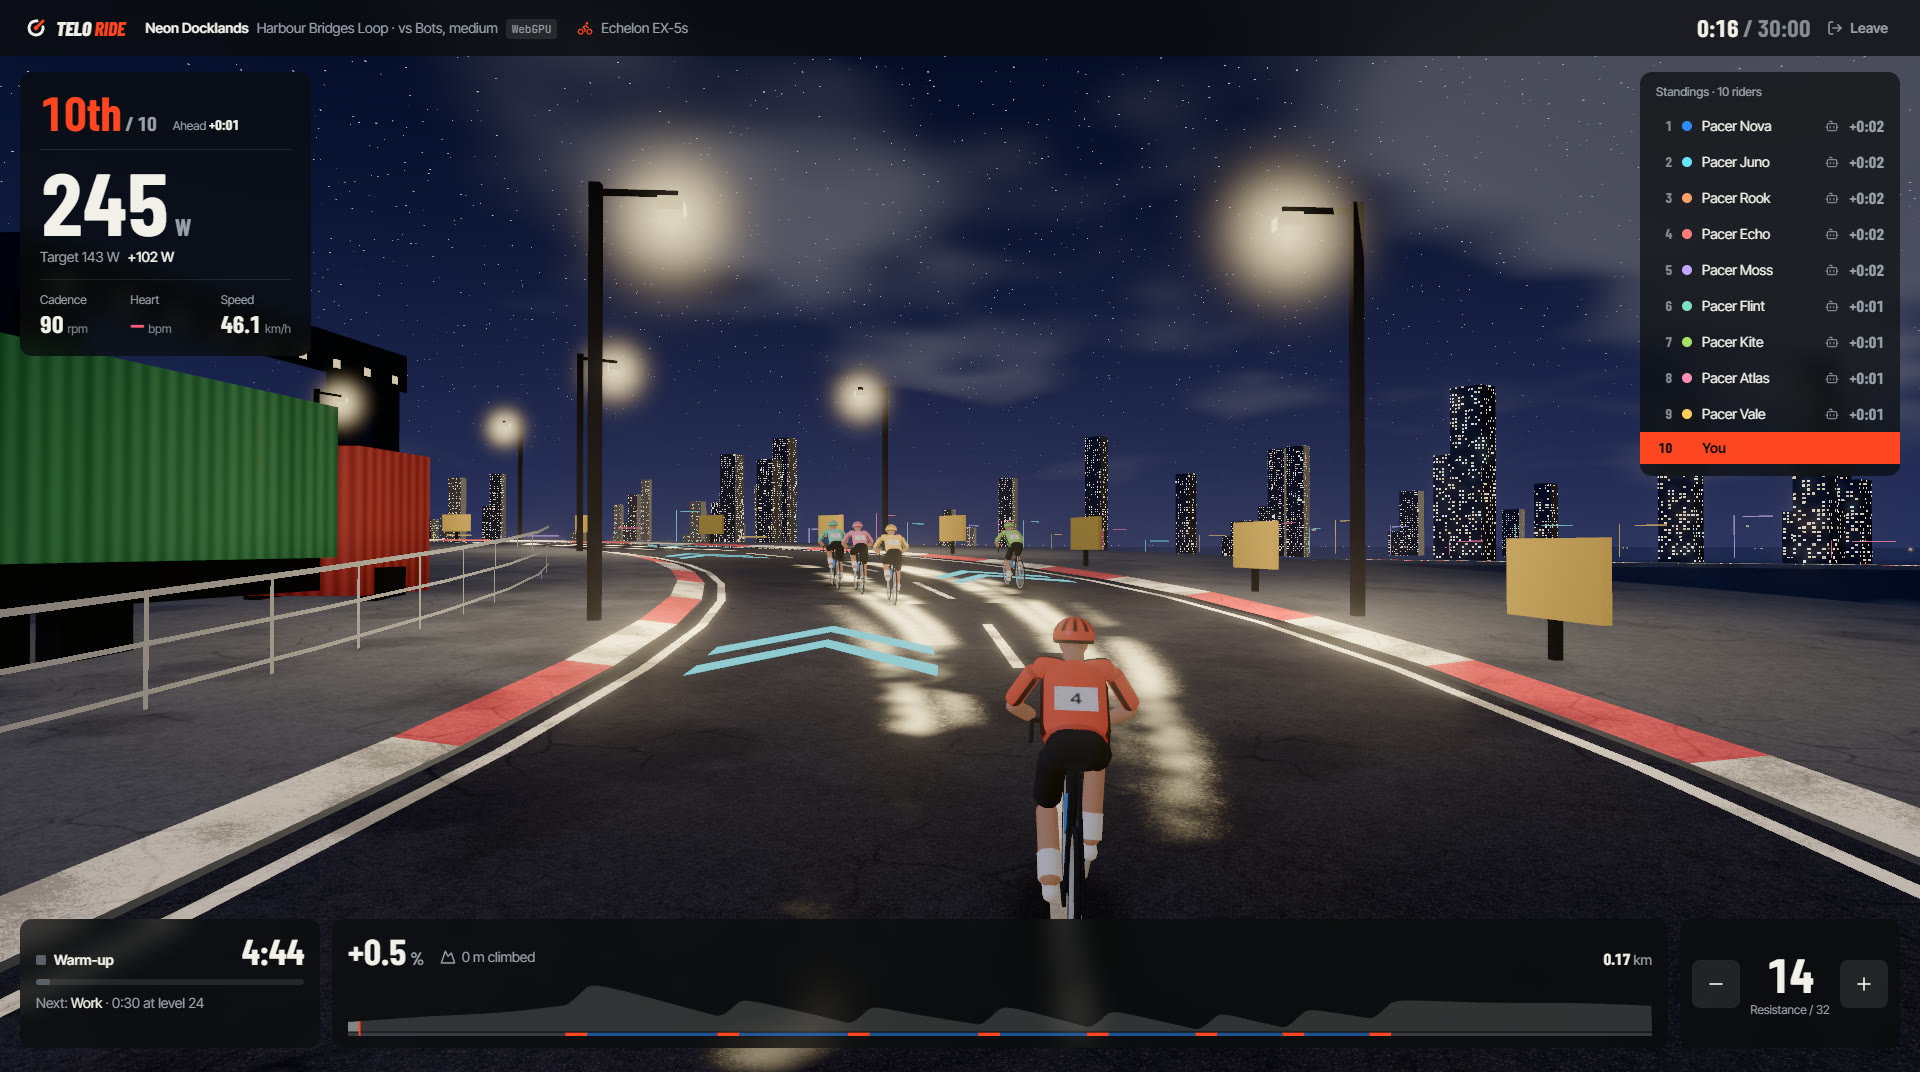 TELO RIDE Neon Docklands Harbour Bridges Loop · vs Bots, medium WebGPU Echelon EX-5s 0:16 / 30:00 Leave
10th / 10 Ahead +0:01
245 W
Target 143 W +102 W
Cadence Heart Speed
90 rpm — bpm 46.1 km/h
Standings · 10 riders
1 Pacer Nova +0:02
2 Pacer Juno +0:02
3 Pacer Rook +0:02
4 Pacer Echo +0:02
5 Pacer Moss +0:02
6 Pacer Flint +0:01
7 Pacer Kite +0:01
8 Pacer Atlas +0:01
9 Pacer Vale +0:01
10 You
4
Warm-up 4:44
Next: Work · 0:30 at level 24
+0.5 % 0 m climbed 0.17 km
− 14 +
Resistance / 32